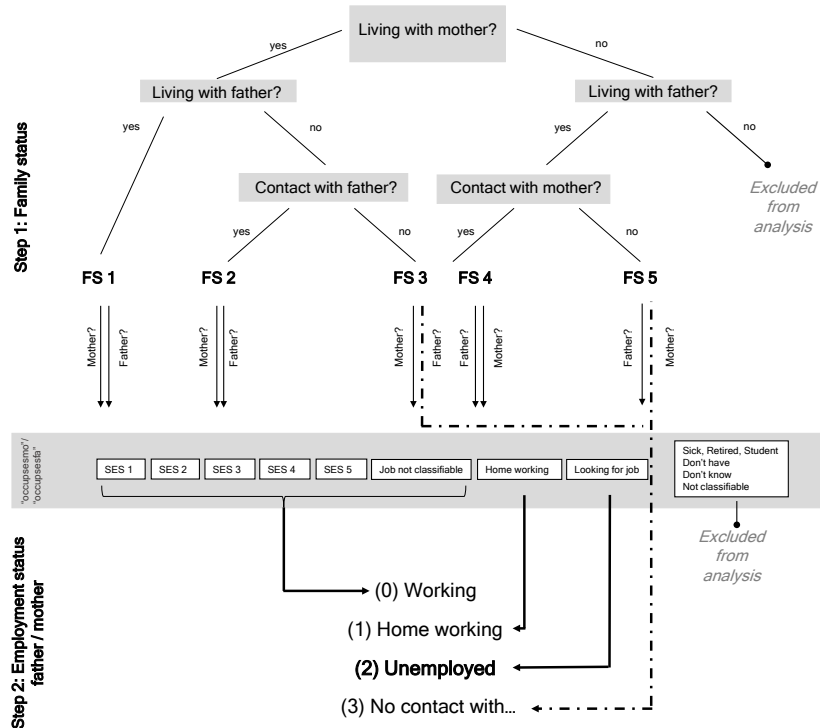 Living with mother?
yes
no
Living with father?
Living with father?
yes
no
yes
no
Contact with father?
Contact with mother?
Excluded
from
analysis
yes
no
yes
no
Step 1: Family status
FS 1
FS 2
FS 3
FS 4
FS 5
Mother?
Father?
Mother?
Father?
Mother?
Father?
Father?
Mother?
Father?
Mother?
"occupsesmo"/
"occupsesfa"
SES 1
SES 2
SES 3
SES 4
SES 5
Job not classifiable
Home working
Looking for job
Sick, Retired, Student
Don't have
Don't know
Not classifiable
Excluded
from
analysis
Step 2: Employment status
father / mother
(0) Working
(1) Home working
(2) Unemployed
(3) No contact with...